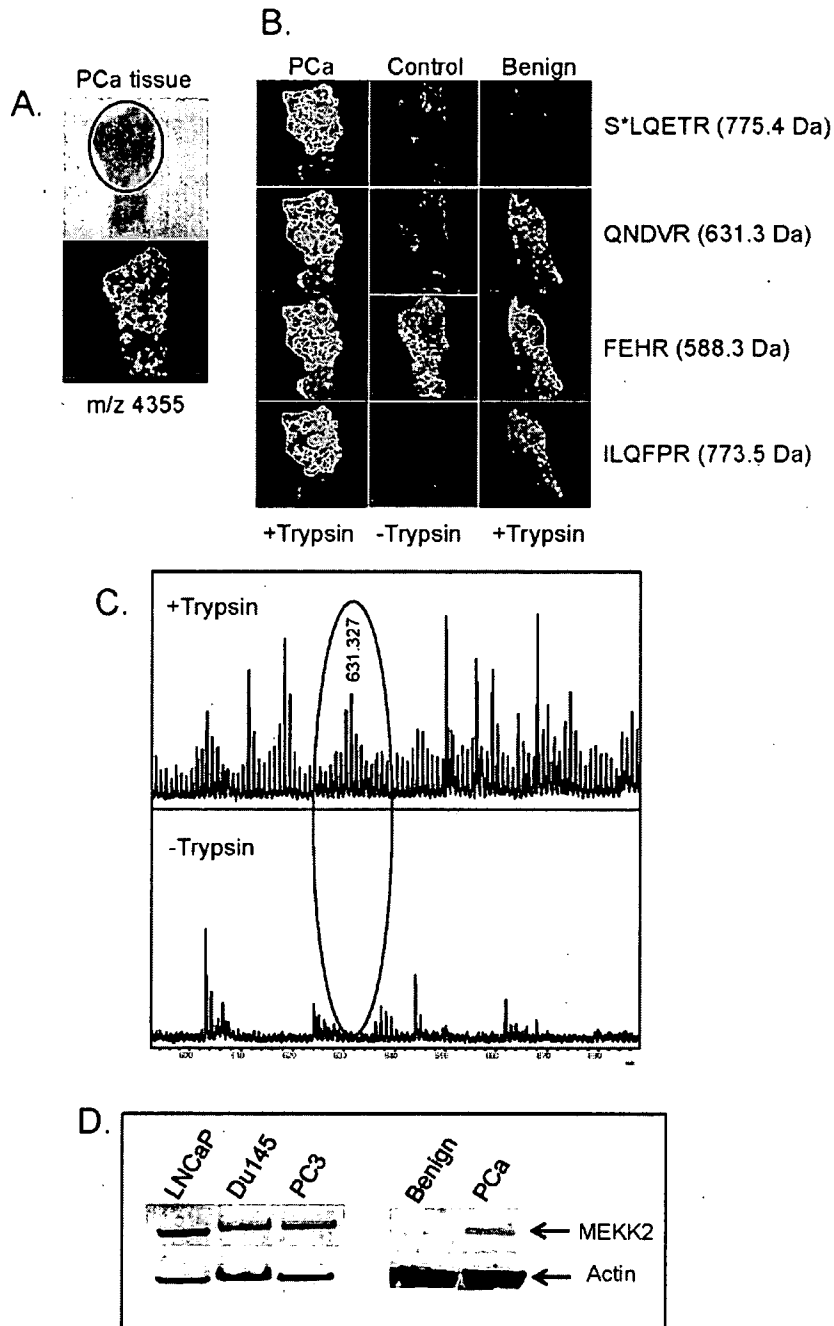 B.
PCa Control Benign
A.
PCa tissue
m/z 4355
S*LQETR (775.4 Da)
QNDVR (631.3 Da)
FEHR (588.3 Da)
ILQFPR (773.5 Da)
+Trypsin -Trypsin +Trypsin
C.
+Trypsin
631.327
-Trypsin
D.
LNCaP Du145 PC3 Benign PCa
MEKK2
Actin